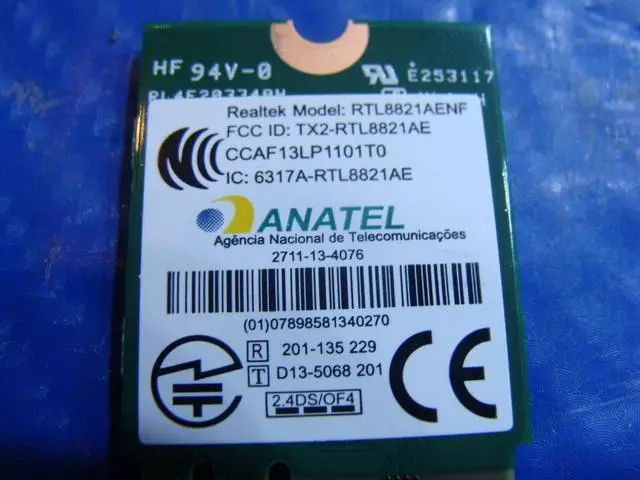 HF 94V-0
E253117
Realtek Model: RTL8821AENF
FCC ID: TX2-RTL8821AE
CCAF13LP1101T0
IC: 6317A-RTL8821AE
ANATEL
Agência Nacional de Telecomunicações
2711-13-4076
(01)07898581340270
R 201-135 229
T D13-5068 201
2.4DS/OF4
CE